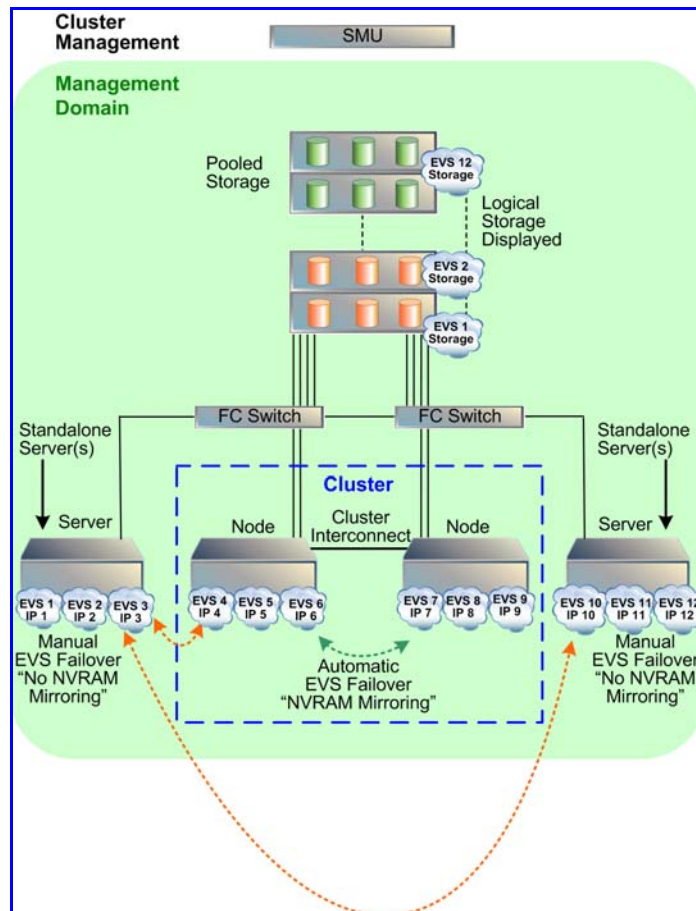 Cluster
Management
SMU
Management
Domain
Pooled
Storage
EVS 12
Storage
Logical
Storage
Displayed
EVS 2
Storage
EVS 1
Storage
FC Switch
FC Switch
Standalone
Server(s)
Standalone
Server(s)
Cluster
Server
Node
Cluster
Interconnect
Node
Server
EVS 1
IP 1
EVS 2
IP 2
EVS 3
IP 3
EVS 4
IP 4
EVS 5
IP 5
EVS 6
IP 6
EVS 7
IP 7
EVS 8
IP 8
EVS 9
IP 9
EVS 10
IP 10
EVS 11
IP 11
EVS 12
IP 12
Manual
EVS Failover
“No NVRAM
Mirroring”
Automatic
EVS Failover
“NVRAM Mirroring”
Manual
EVS Failover
“No NVRAM
Mirroring”